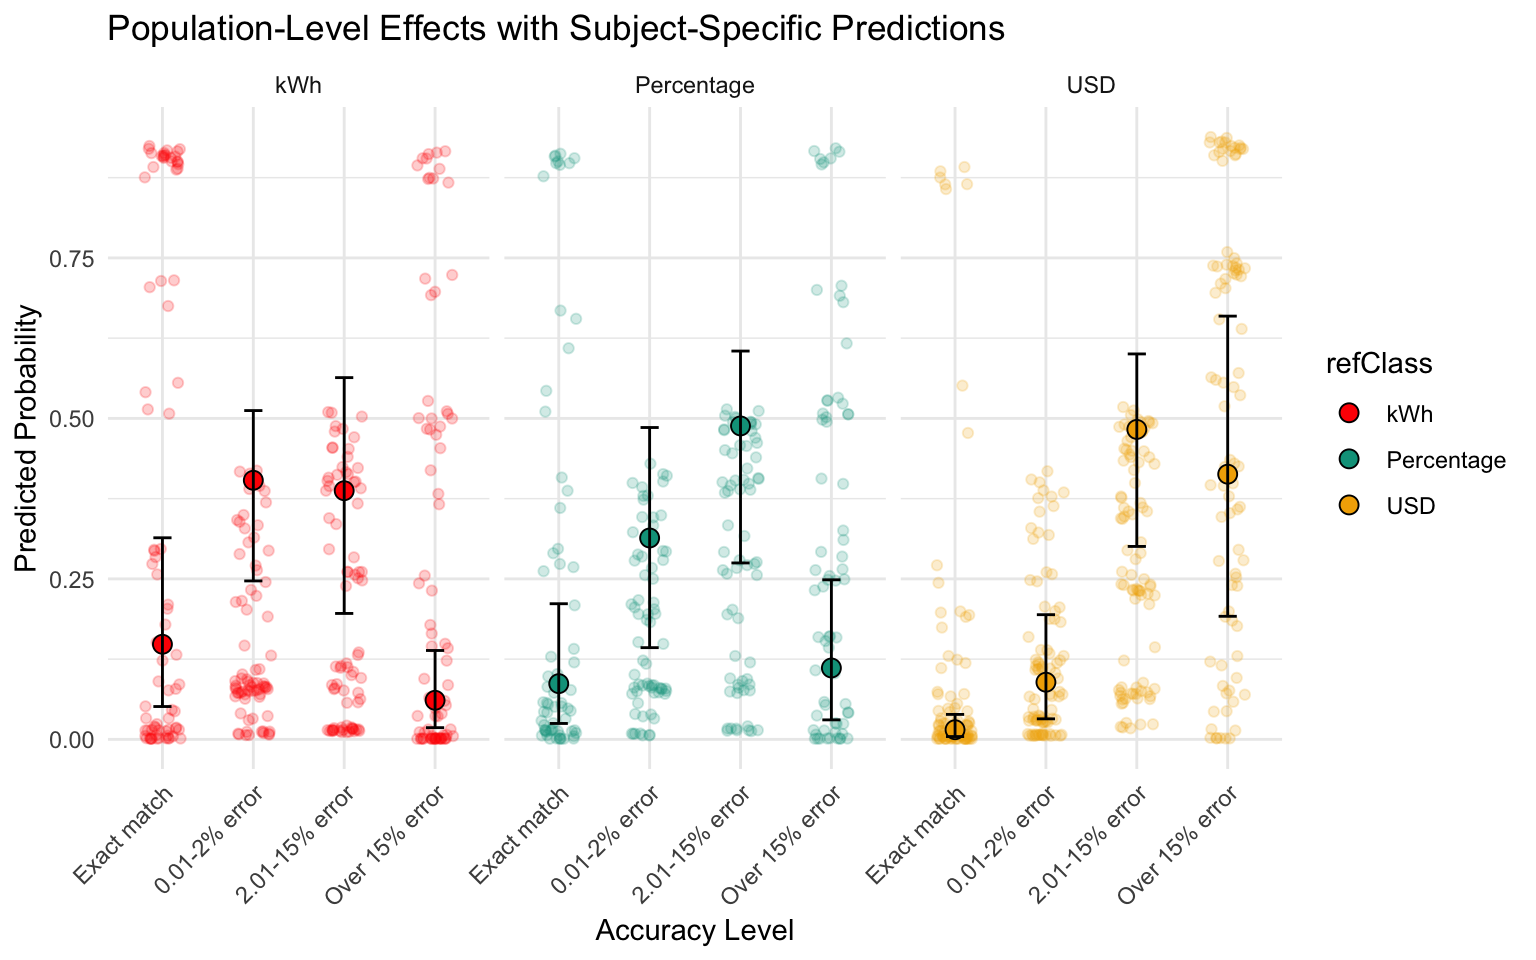 Population-Level Effects with Subject-Specific Predictions
kWh
Percentage
USD
Predicted Probability
0.75
0.50
0.25
0.00
Exact match
0.01-2% error
2.01-15% error
Over 15% error
Exact match
0.01-2% error
2.01-15% error
Over 15% error
Exact match
0.01-2% error
2.01-15% error
Over 15% error
Accuracy Level
refClass
kWh
Percentage
USD